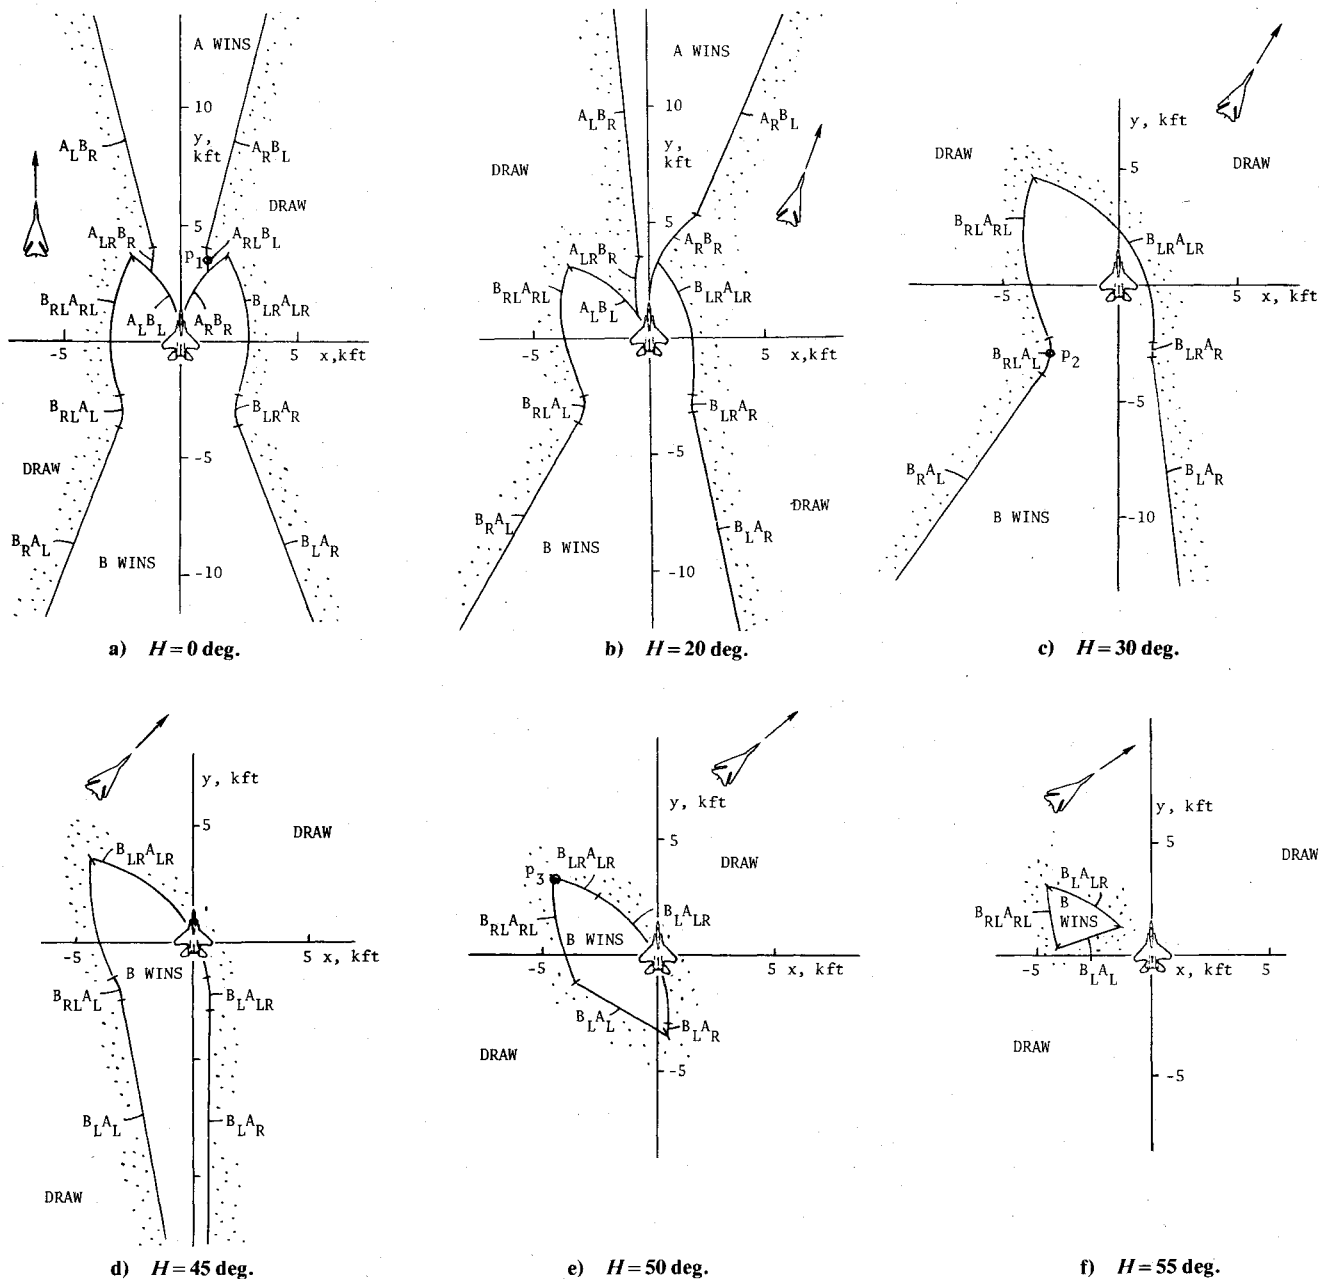 A WINS
10
y,
kft
A_L B_R
A_R B_L
DRAW
5
A_LR B_R
A_RL B_L
P_1
B_RL A_RL
A_L B_L
A_R B_R
B_LR A_LR
-5
5
x, kft
B_RL A_L
B_LR A_R
DRAW
-5
B_R A_L
B WINS
-10
B_L A_R
a) H=0 deg.
A WINS
10
A_L B_R
y,
kft
A_R B_L
DRAW
5
A_R B_R
A_LR B_R
B_RL A_RL
A_L B_L
B_LR A_LR
-5
5
x, kft
B_RL A_L
B_LR A_R
-5
DRAW
B_R A_L
B_L A_R
B WINS
-10
b) H=20 deg.
y, kft
DRAW
5
DRAW
B_RL A_RL
B_LR A_LR
-5
5
x, kft
B_RL A_L
P_2
B_LR A_R
-5
B_R A_L
B_L A_R
B WINS
-10
c) H=30 deg.
y, kft
5
DRAW
B_LR A_LR
-5
5
x, kft
B WINS
B_RL A_L
B_L A_LR
B_L A_L
B_L A_R
DRAW
d) H=45 deg.
y, kft
5
P_3
B_LR A_LR
DRAW
B_RL A_RL
B_L A_LR
B WINS
-5
5
x, kft
B_L A_L
B_L A_R
DRAW
-5
e) H=50 deg.
y, kft
5
DRAW
B_L A_LR
B_RL A_RL
B
WINS
-5
B_L A_L
x, kft
5
DRAW
-5
f) H=55 deg.